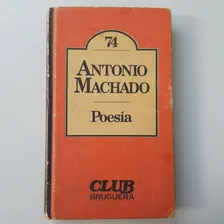 74
ANTONIO
MACHADO
Poesía
CLUB
BRUGUERA